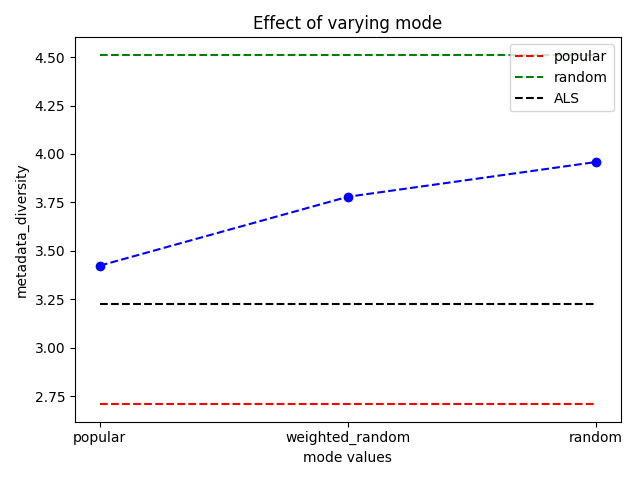 Effect of varying mode
popular
random
ALS
metadata_diversity
4.50
4.25
4.00
3.75
3.50
3.25
3.00
2.75
popular
weighted_random
random
mode values